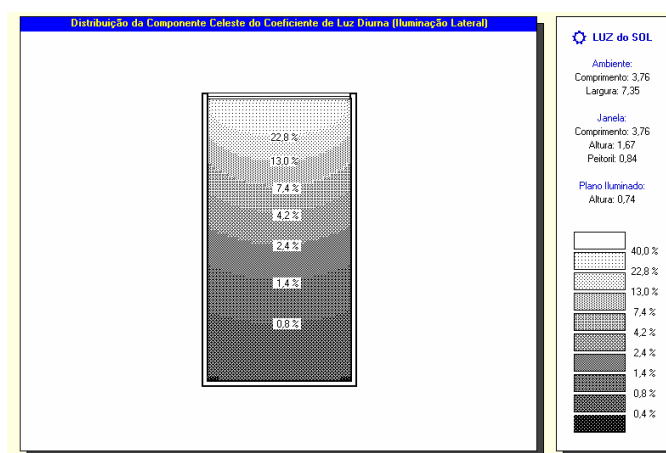 Distribuição da Componente Celeste do Coeficiente de Luz Diurna (Iluminação Lateral)
22,8 %
13,0 %
7,4 %
4,2 %
2,4 %
1,4 %
0,8 %
LUZ do SOL
Ambiente:
Comprimento: 3,76
Largura: 7,35
Janela:
Comprimento: 3,76
Altura: 1,67
Peitoril: 0,84
Plano Iluminado:
Altura: 0,74
40,0 %
22,8 %
13,0 %
7,4 %
4,2 %
2,4 %
1,4 %
0,8 %
0,4 %